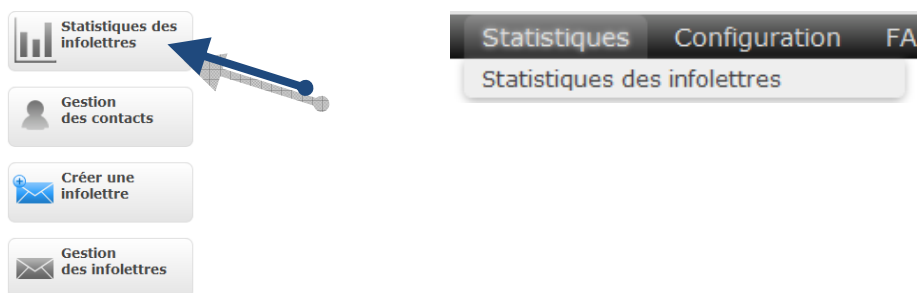 Statistiques des
infolettres
Gestion
des contacts
Créer une
infolettre
Gestion
des infolettres
Statistiques Configuration FA
Statistiques des infolettres